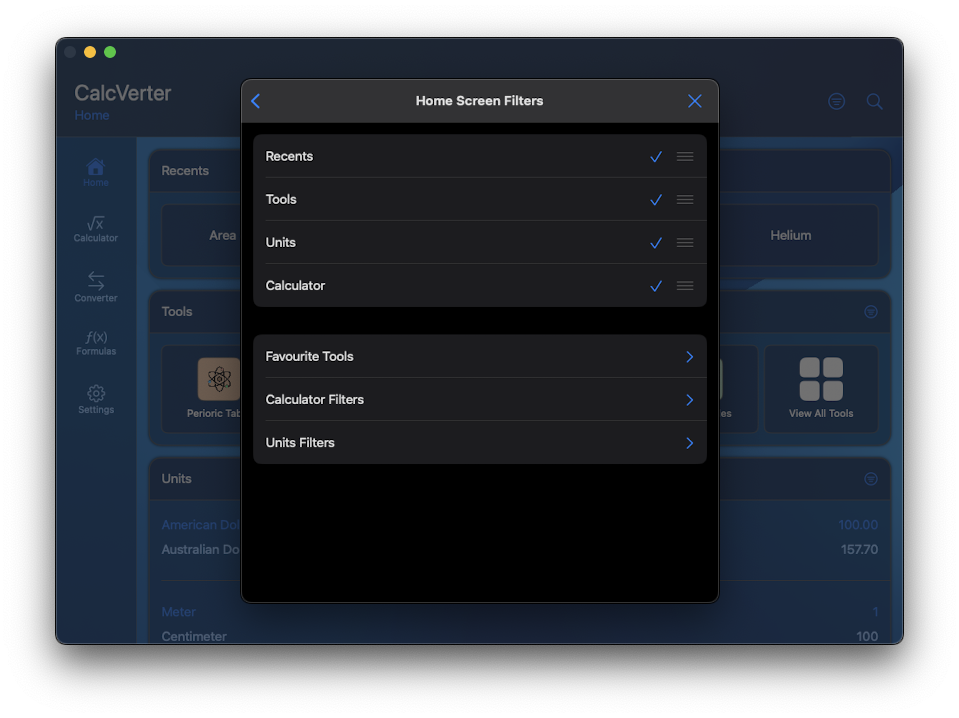 CalcVerter
Home
Home Screen Filters
Home
Calculator
Converter
Formulas
Settings
Recents
Area
Helium
Tools
Perioric Tab
es
View All Tools
Units
American Dol
100.00
Australian Do
157.70
Meter
1
Centimeter
100
Recents
Tools
Units
Calculator
Favourite Tools
Calculator Filters
Units Filters